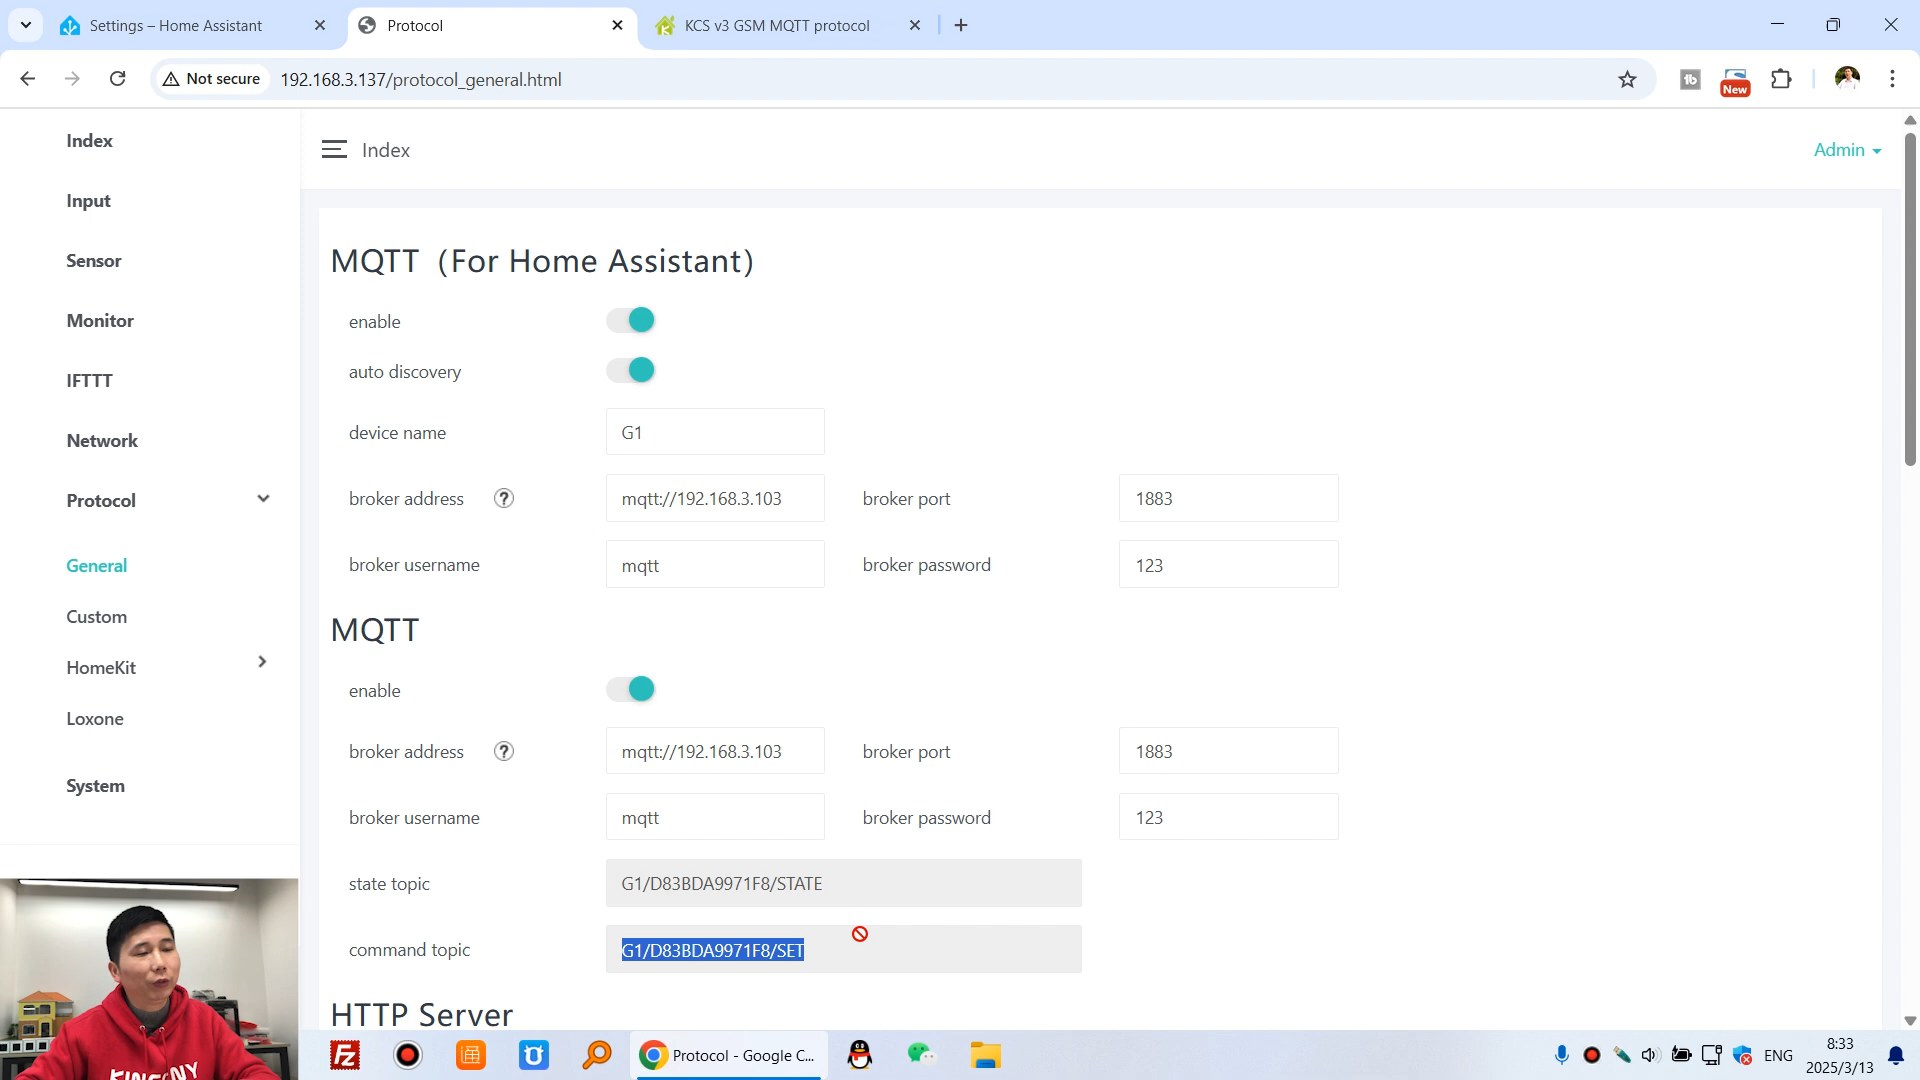 Settings – Home Assistant
Protocol
KCS v3 GSM MQTT protocol
Not secure
192.168.3.137/protocol_general.html
New
Index
Input
Sensor
Monitor
IFTTT
Network
Protocol
General
Custom
HomeKit
Loxone
System
Index
Admin
MQTT（For Home Assistant）
enable
auto discovery
device name
G1
broker address ?
mqtt://192.168.3.103
broker port
1883
broker username
mqtt
broker password
123
MQTT
enable
broker address ?
mqtt://192.168.3.103
broker port
1883
broker username
mqtt
broker password
123
state topic
G1/D83BDA9971F8/STATE
command topic
G1/D83BDA9971F8/SET
HTTP Server
Protocol - Google C...
ENG
8:33
2025/3/13